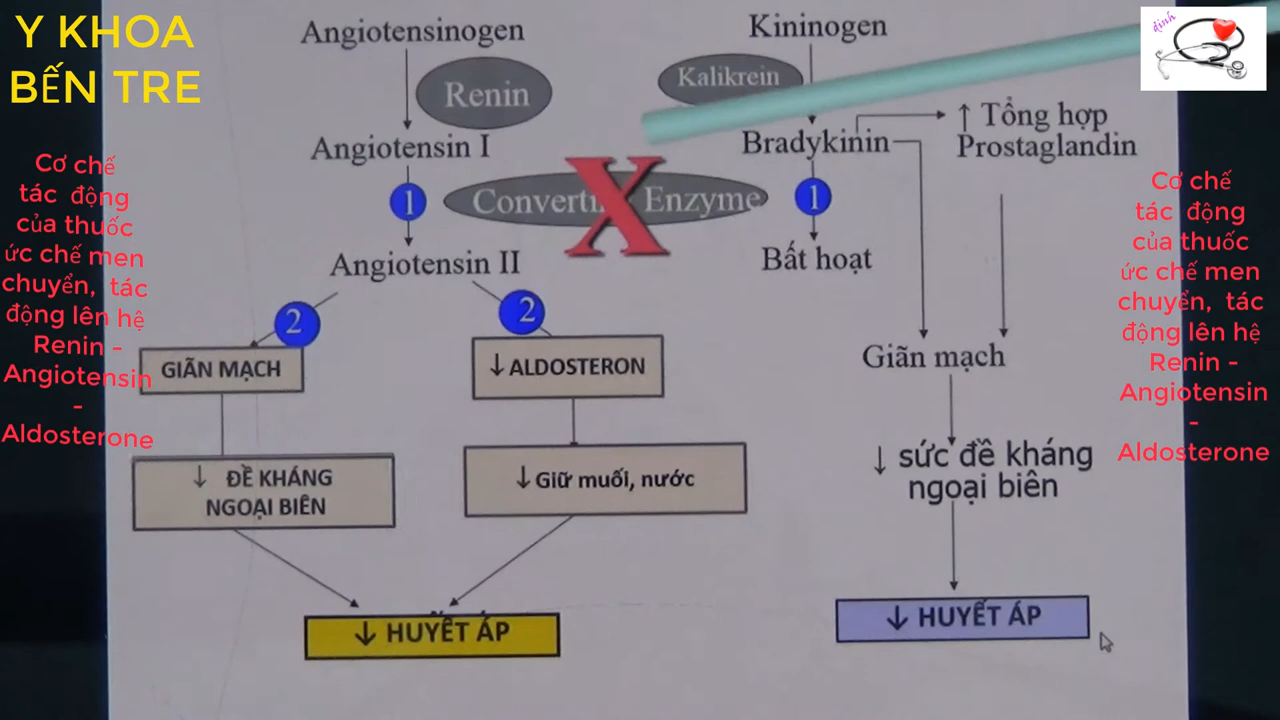 Y KHOA
BẾN TRE
đinh
Cơ chế
tác động
của thuốc
ức chế men
chuyển, tác
động lên hệ
Renin -
Angiotensin
-
Aldosterone
Angiotensinogen
Renin
Angiotensin I
1
Angiotensin II
2
2
GIÃN MẠCH
↓ ALDOSTERON
↓ ĐỀ KHÁNG
NGOẠI BIÊN
↓ Giữ muối, nước
↓ HUYẾT ÁP
X
Enzyme
Kininogen
Kalikrein
Bradykinin
↑ Tổng hợp
Prostaglandin
1
Bất hoạt
Giãn mạch
↓ sức đề kháng
ngoại biên
↓ HUYẾT ÁP
Cơ chế
tác động
của thuốc
ức chế men
chuyển, tác
động lên hệ
Renin -
Angiotensin
-
Aldosterone